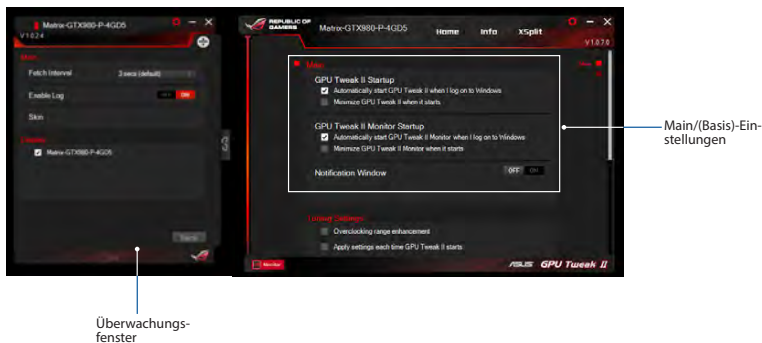 Matrix-GTX980-P-4GD5
V1.0.2.4
Main
Fetch Interval
3 secs (default)
Enable Log
OFF ON
Skin
Matrix-GTX980-P-4GD5
REPUBLIC OF
GAMERS
Matrix-GTX980-P-4GD5
Home
Info
XSplit
V1.0.7.0
Main
GPU Tweak II Startup
Automatically start GPU Tweak II when I log on to Windows
Minimize GPU Tweak II when it starts
GPU Tweak II Monitor Startup
Automatically start GPU Tweak II Monitor when I log on to Windows
Minimize GPU Tweak II Monitor when it starts
Notification Window
OFF ON
Tuning Settings
Overclocking range enhancement
Apply settings each time GPU Tweak II starts
Monitor
ASUS GPU Tweak II
Main/(Basis)-Ein-
stellungen
Überwachungs-
fenster